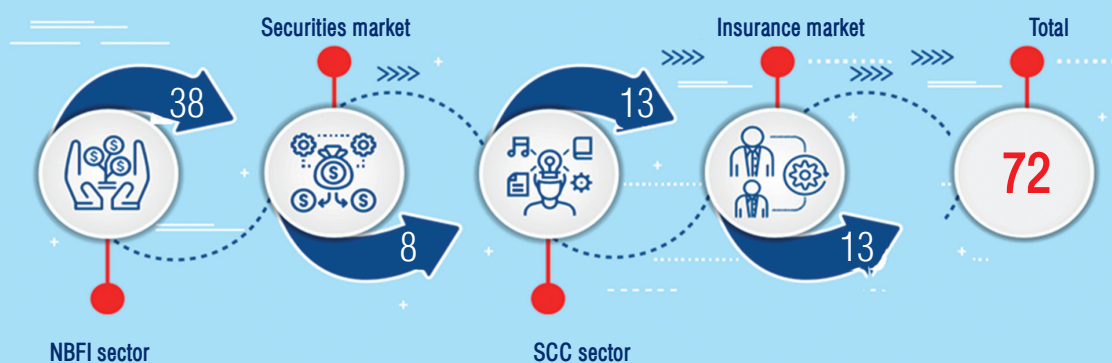 Securities market
Insurance market
Total
38
13
8
13
72
NBFI sector
SCC sector